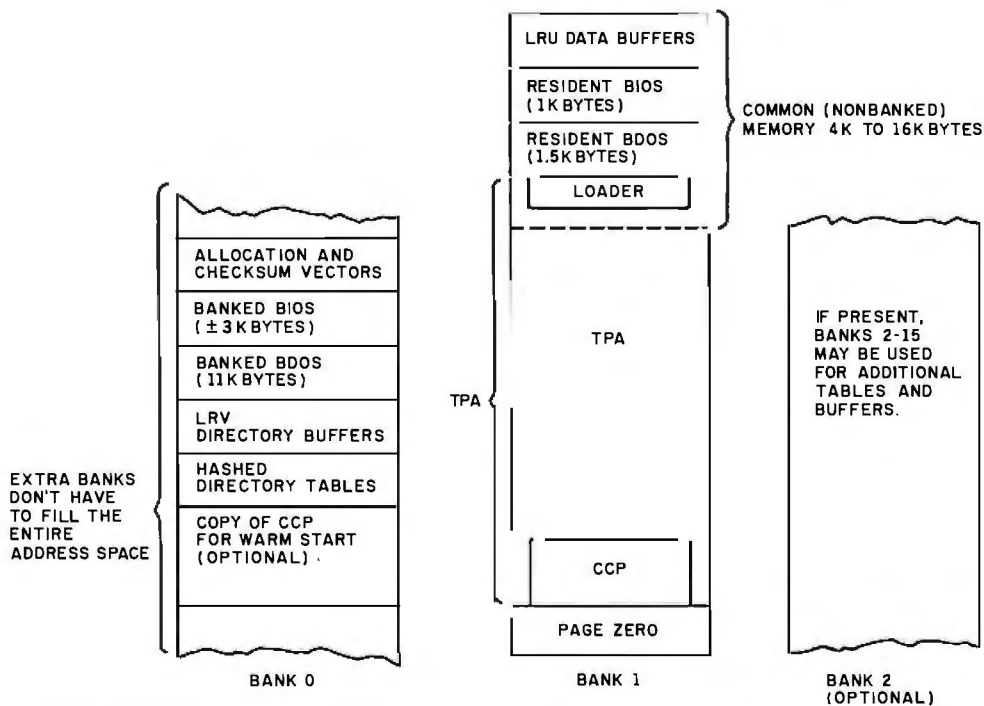 LRU DATA BUFFERS
RESIDENT BIOS
(1K BYTES)
RESIDENT BDOS
(1.5K BYTES)
LOADER
COMMON (NONBANKED)
MEMORY 4K TO 16K BYTES
ALLOCATION AND
CHECKSUM VECTORS
BANKED BIOS
(±3K BYTES)
BANKED BDOS
(11K BYTES)
LRV
DIRECTORY BUFFERS
HASHED
DIRECTORY TABLES
COPY OF CCP
FOR WARM START
(OPTIONAL)
EXTRA BANKS
DON'T HAVE
TO FILL THE
ENTIRE
ADDRESS SPACE
BANK 0
TPA
TPA
CCP
PAGE ZERO
BANK 1
IF PRESENT,
BANKS 2-15
MAY BE USED
FOR ADDITIONAL
TABLES AND
BUFFERS.
BANK 2
(OPTIONAL)